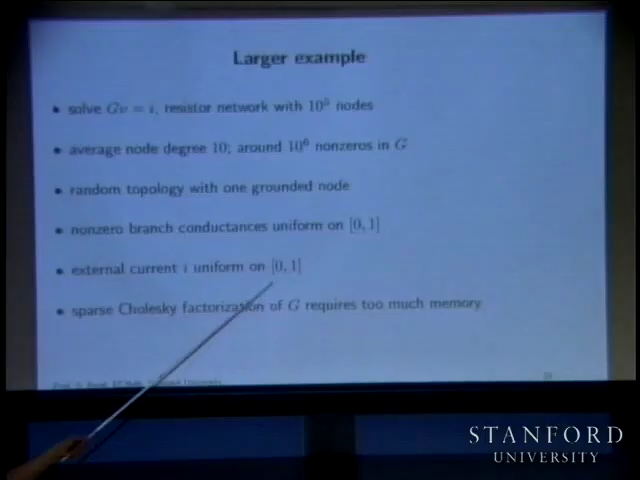 Larger example
• solve Gv = i, resistor network with 10⁵ nodes
• average node degree 10; around 10⁶ nonzeros in G
• random topology with one grounded node
• nonzero branch conductances uniform on [0, 1]
• external current i uniform on [0, 1]
• sparse Cholesky factorization of G requires too much memory
STANFORD
UNIVERSITY